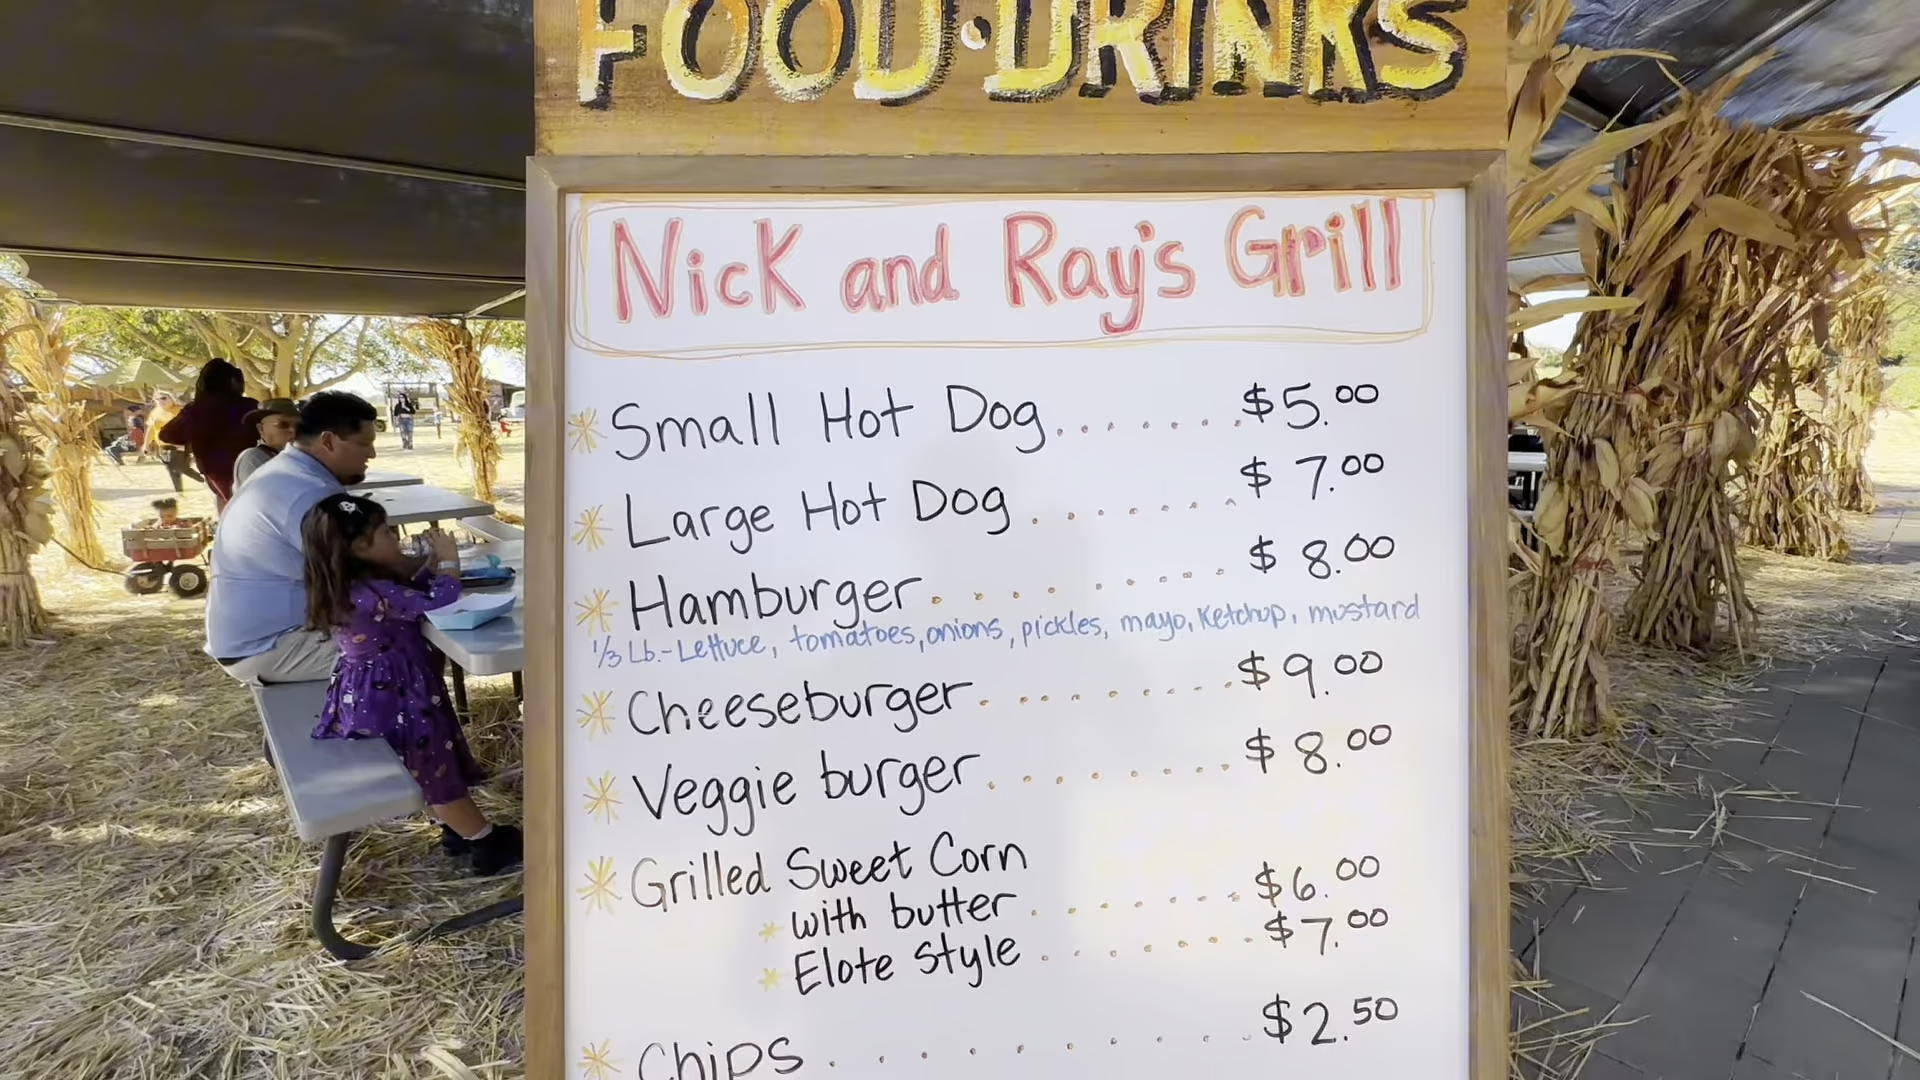 FOOD·DRINKS
Nick and Ray's Grill
Small Hot Dog.......$5.00
Large Hot Dog.......$7.00
Hamburger.........$8.00
1/3 Lb.- Lettuce, tomatoes, onions, pickles, mayo, Ketchup, mustard
Cheeseburger.........$9.00
Veggie burger.........$8.00
Grilled Sweet Corn
with butter.......$6.00
Elote Style.......$7.00
Chips..........$2.50